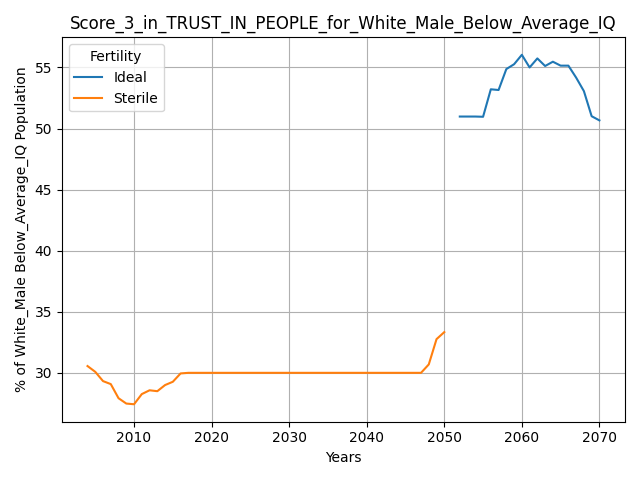 Score_3_in_TRUST_IN_PEOPLE_for_White_Male_Below_Average_IQ
Fertility
Ideal
Sterile
% of White_Male Below_Average_IQ Population
55
50
45
40
35
30
2010
2020
2030
2040
2050
2060
2070
Years